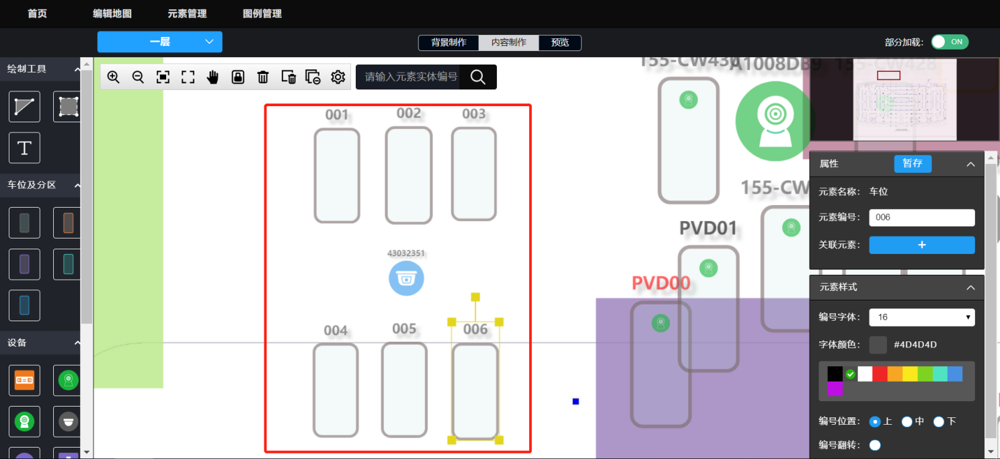 首页 编辑地图 元素管理 图例管理
一层 背景制作 内容制作 预览 部分加载: ON
绘制工具
请输入元素实体编号
155-CW430 A1008DB9 155-CW428
T
001 002 003
属性 暂存
车位及分区
元素名称: 车位
155-CW
元素编号: 006
PVD01
关联元素: +
43032351
PVD00
元素样式
编号字体: 16
004 005 006
设备
字体颜色: #4D4D4D
编号位置: 上 中 下
编号翻转: